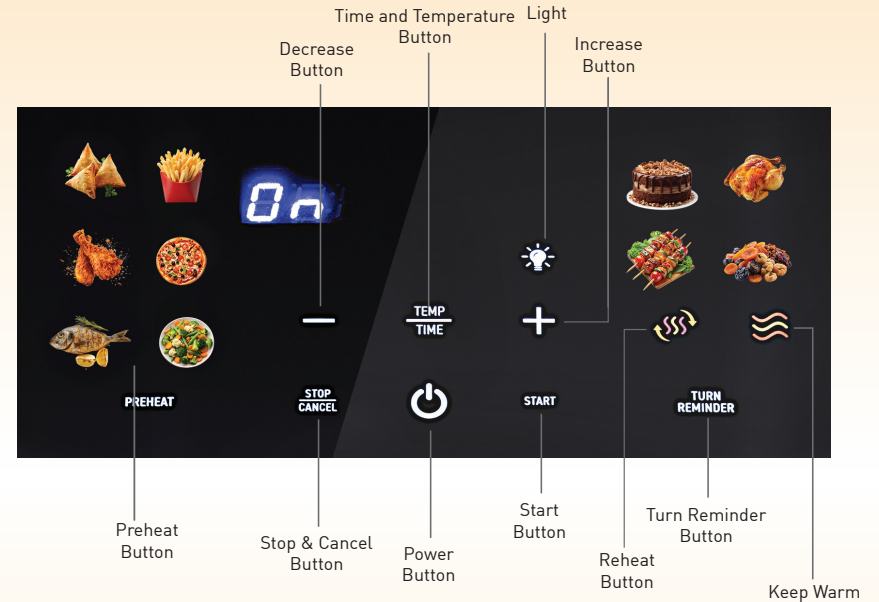 Time and Temperature
Button
Light
Decrease
Button
Increase
Button
On
TEMP
TIME
PREHEAT
STOP
CANCEL
START
TURN
REMINDER
Preheat
Button
Stop & Cancel
Button
Power
Button
Start
Button
Reheat
Button
Turn Reminder
Button
Keep Warm